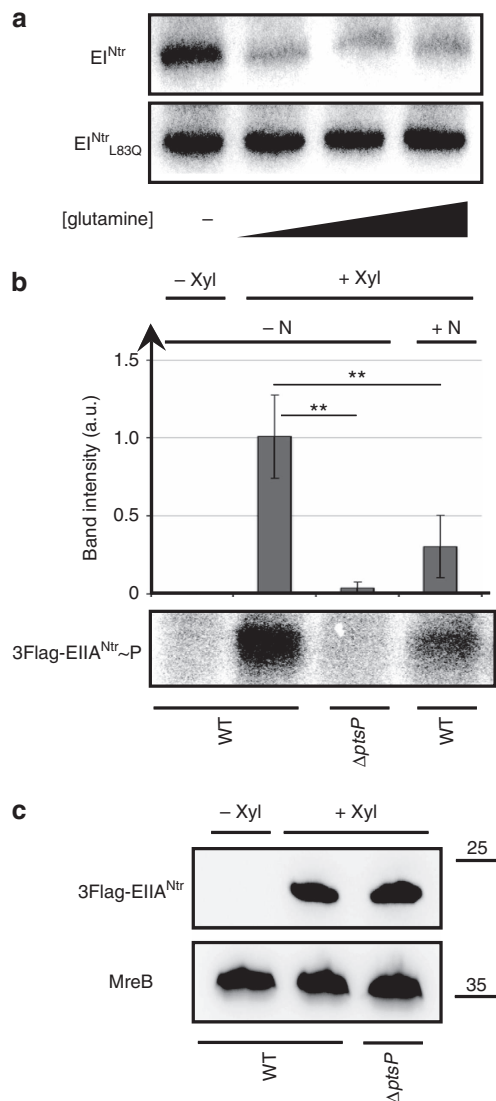 a
EI^Ntr
EI^Ntr_L83Q
[glutamine]
–
b
– Xyl
+ Xyl
– N
+ N
Band intensity (a.u.)
1.5
1.0
0.5
0
**
**
3Flag-EIIA^Ntr~P
WT
ΔptsP
WT
c
– Xyl
+ Xyl
3Flag-EIIA^Ntr
25
MreB
35
WT
ΔptsP